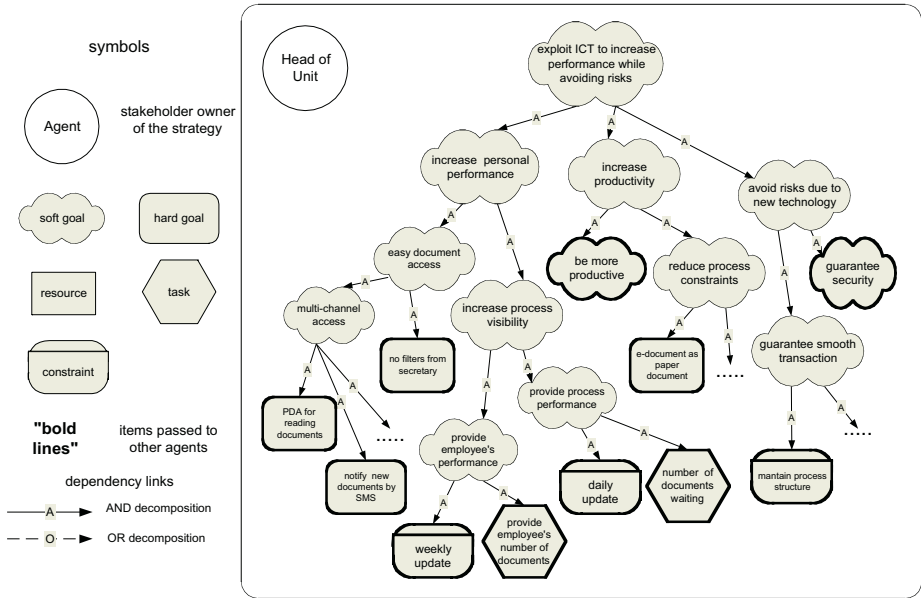 symbols
Agent
stakeholder owner
of the strategy
soft goal
hard goal
resource
task
constraint
"bold
lines"
items passed to
other agents
dependency links
A
AND decomposition
O
OR decomposition
Head of
Unit
exploit ICT to increase
performance while
avoiding risks
A
A
A
increase personal
performance
increase
productivity
avoid risks due to
new technology
A
A
A
A
A
A
easy document
access
be more
productive
reduce process
constraints
guarantee
security
A
A
A
A
multi-channel
access
increase process
visibility
guarantee smooth
transaction
no filters from
secretary
e-document as
paper
document
.....
A
A
A
A
A
A
A
PDA for
reading
documents
.....
notify new
documents by
SMS
provide process
performance
provide
employee's
performance
A
A
.....
mantain process
structure
daily
update
number of
documents
waiting
A
A
weekly
update
provide
employee's
number of
documents